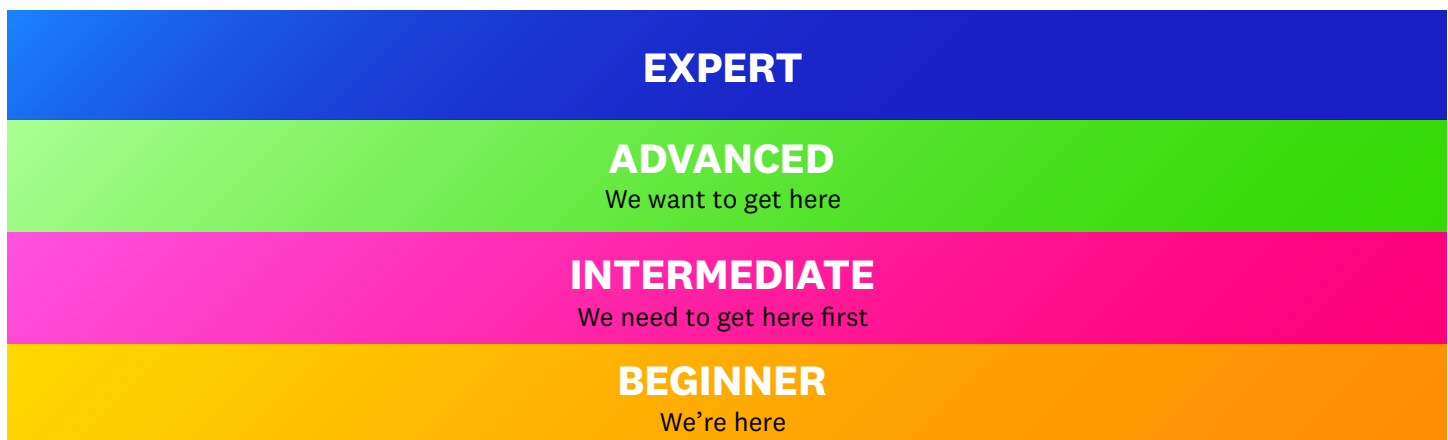 EXPERT
ADVANCED
We want to get here
INTERMEDIATE
We need to get here first
BEGINNER
We’re here